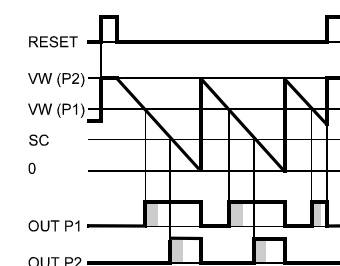 RESET
VW (P2)
VW (P1)
SC
0
OUT P1
OUT P2